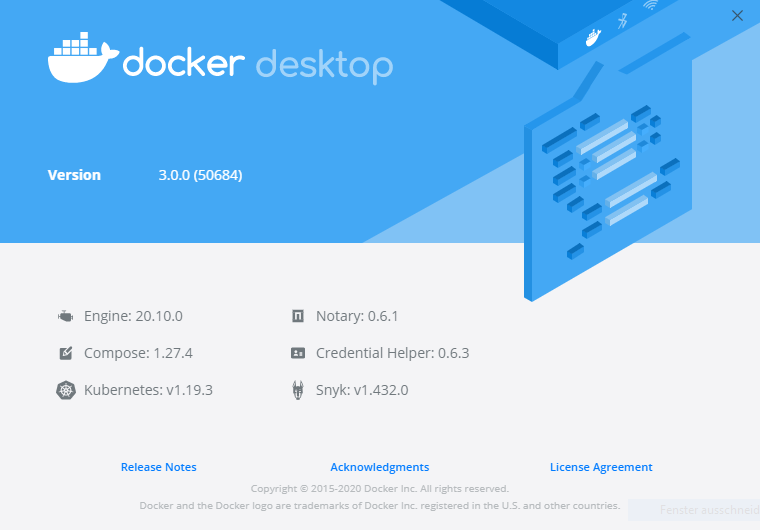 docker desktop
Version 3.0.0 (50684)
Engine: 20.10.0
Notary: 0.6.1
Compose: 1.27.4
Credential Helper: 0.6.3
Kubernetes: v1.19.3
Snyk: v1.432.0
Release Notes
Acknowledgments
License Agreement
Copyright © 2015-2020 Docker Inc. All rights reserved.
Docker and the Docker logo are trademarks of Docker Inc. registered in the U.S. and other countries.
Fenster ausschneid